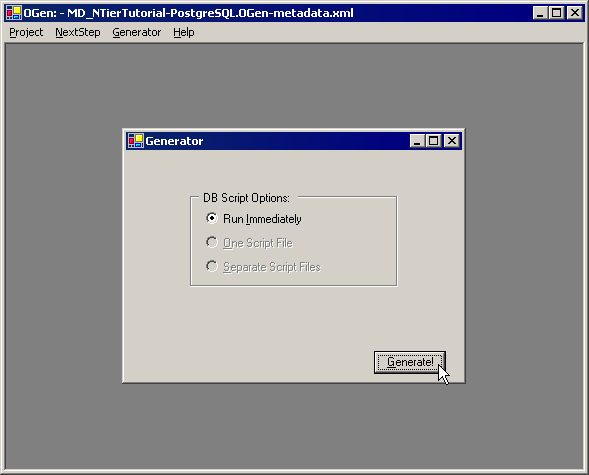 OGen: - MD_NTierTutorial-PostgreSQL.OGen-metadata.xml
Project NextStep Generator Help
Generator
DB Script Options:
Run Immediately
One Script File
Separate Script Files
Generate!